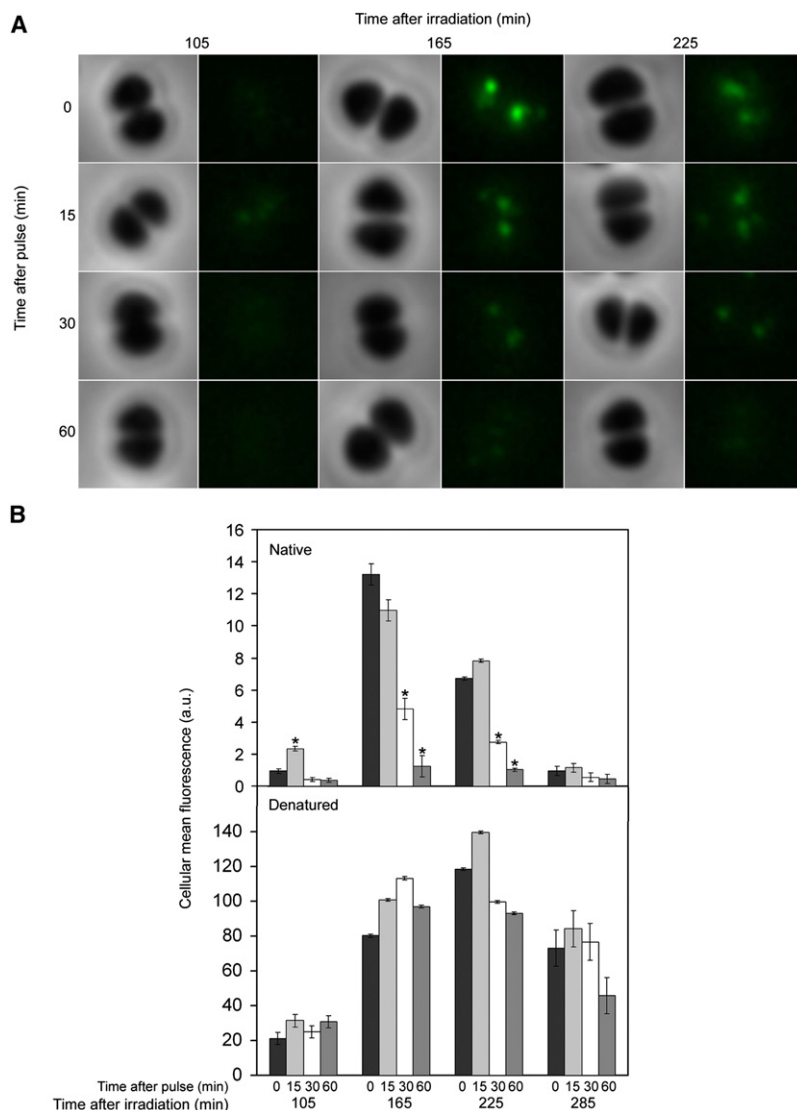 A
Time after irradiation (min)
105 165 225
Time after pulse (min)
0
15
30
60
B
Cellular mean fluorescence (a.u.)
16
Native
14
12
10
8
6
4
2
0
* * * * *
Denatured
140
120
100
80
60
40
20
0
Time after pulse (min) 0 15 30 60 0 15 30 60 0 15 30 60 0 15 30 60
Time after irradiation (min) 105 165 225 285